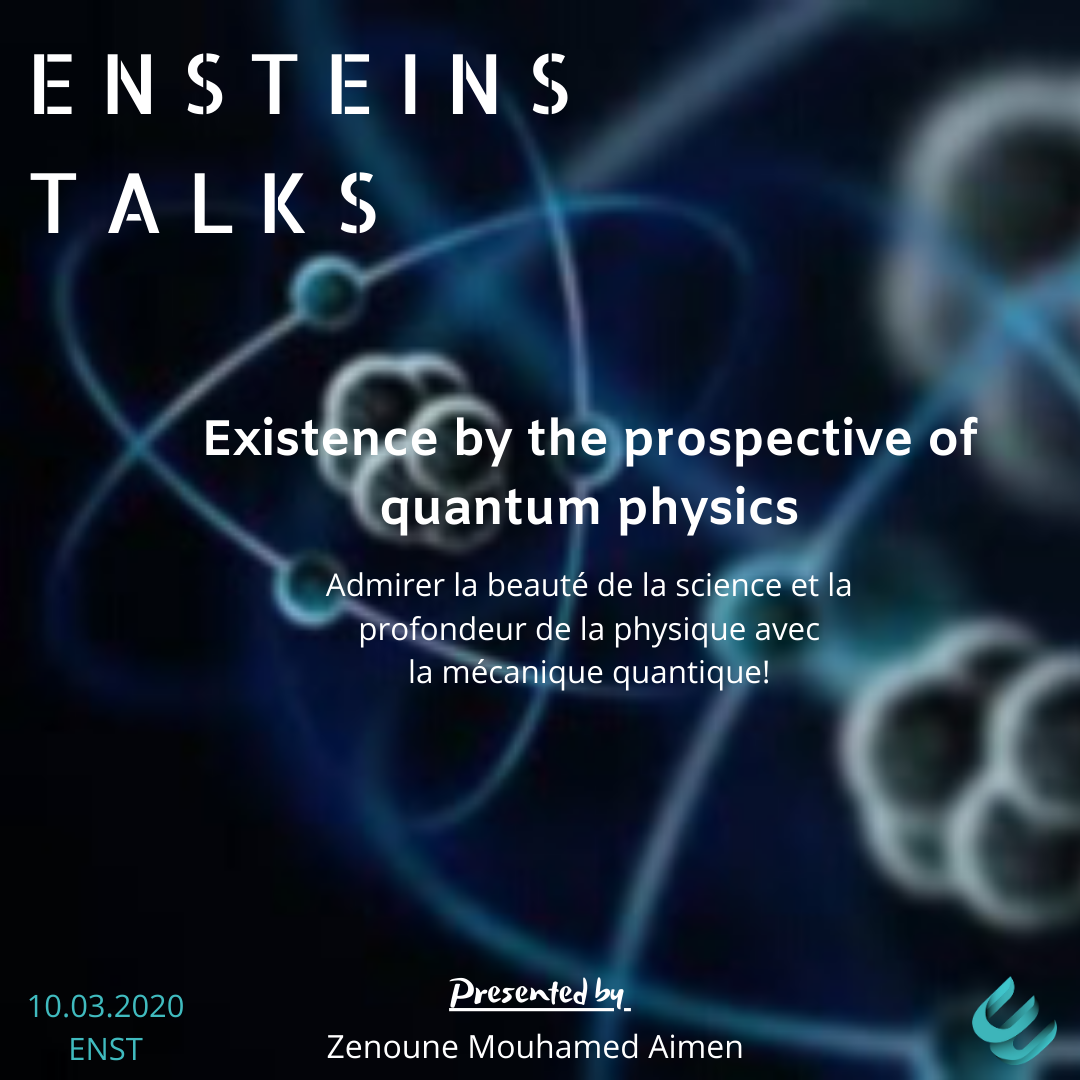 ENSTEINS
TALKS
Existence by the prospective of
quantum physics
Admirer la beauté de la science et la
profondeur de la physique avec
la mécanique quantique!
Presented by
Zenoune Mouhamed Aimen
10.03.2020
ENST